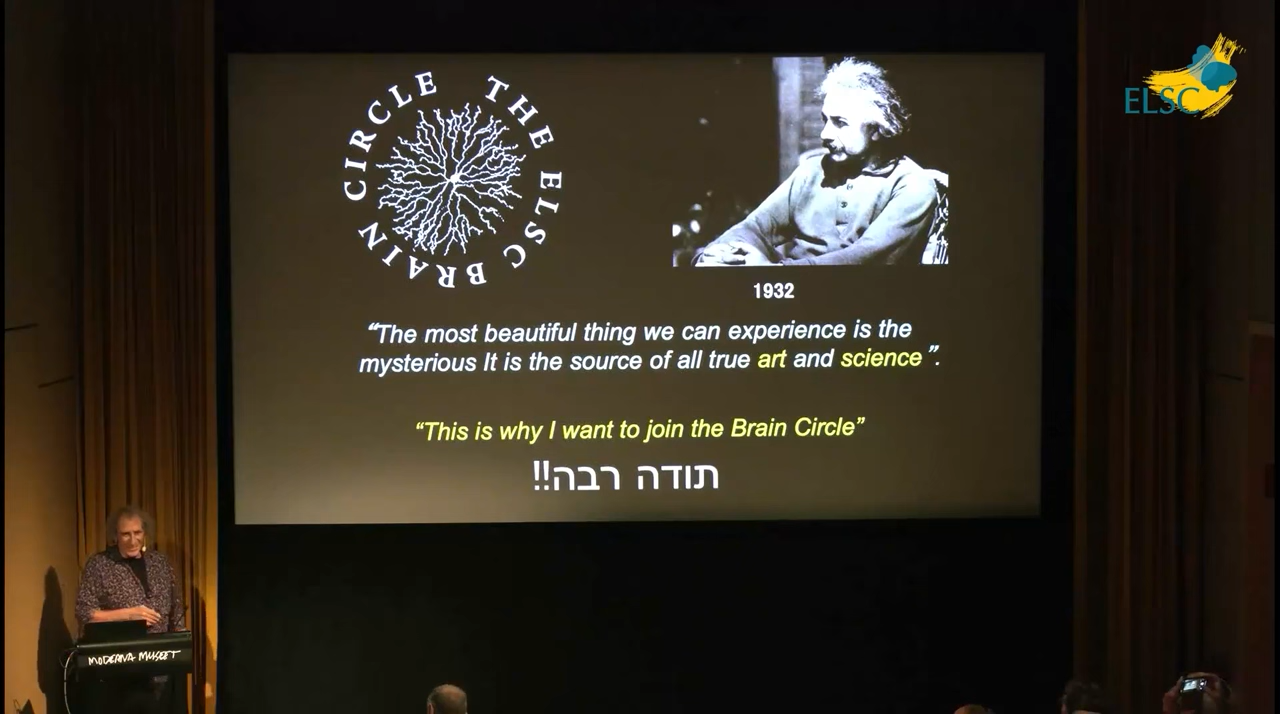 THE ELSC BRAIN CIRCLE
ELSC
1932
“The most beautiful thing we can experience is the
mysterious It is the source of all true art and science ”.
“This is why I want to join the Brain Circle”
תודה רבה!!
MODERNA MUSEET